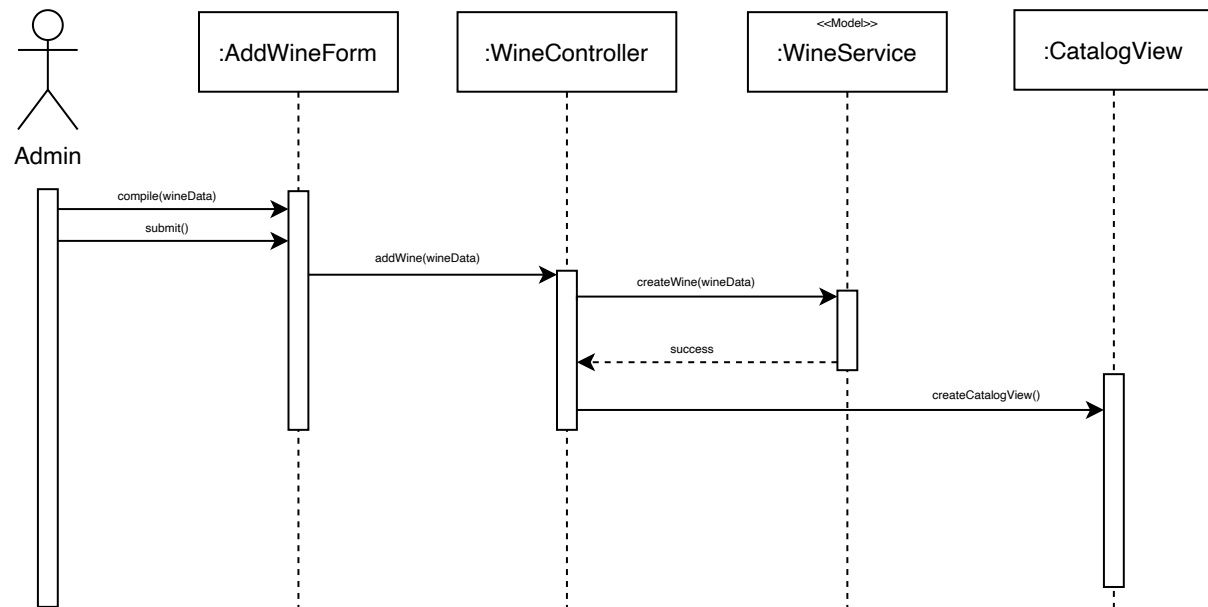 <<Model>>
:AddWineForm
:WineController
:WineService
:CatalogView
Admin
compile(wineData)
submit()
addWine(wineData)
createWine(wineData)
success
createCatalogView()